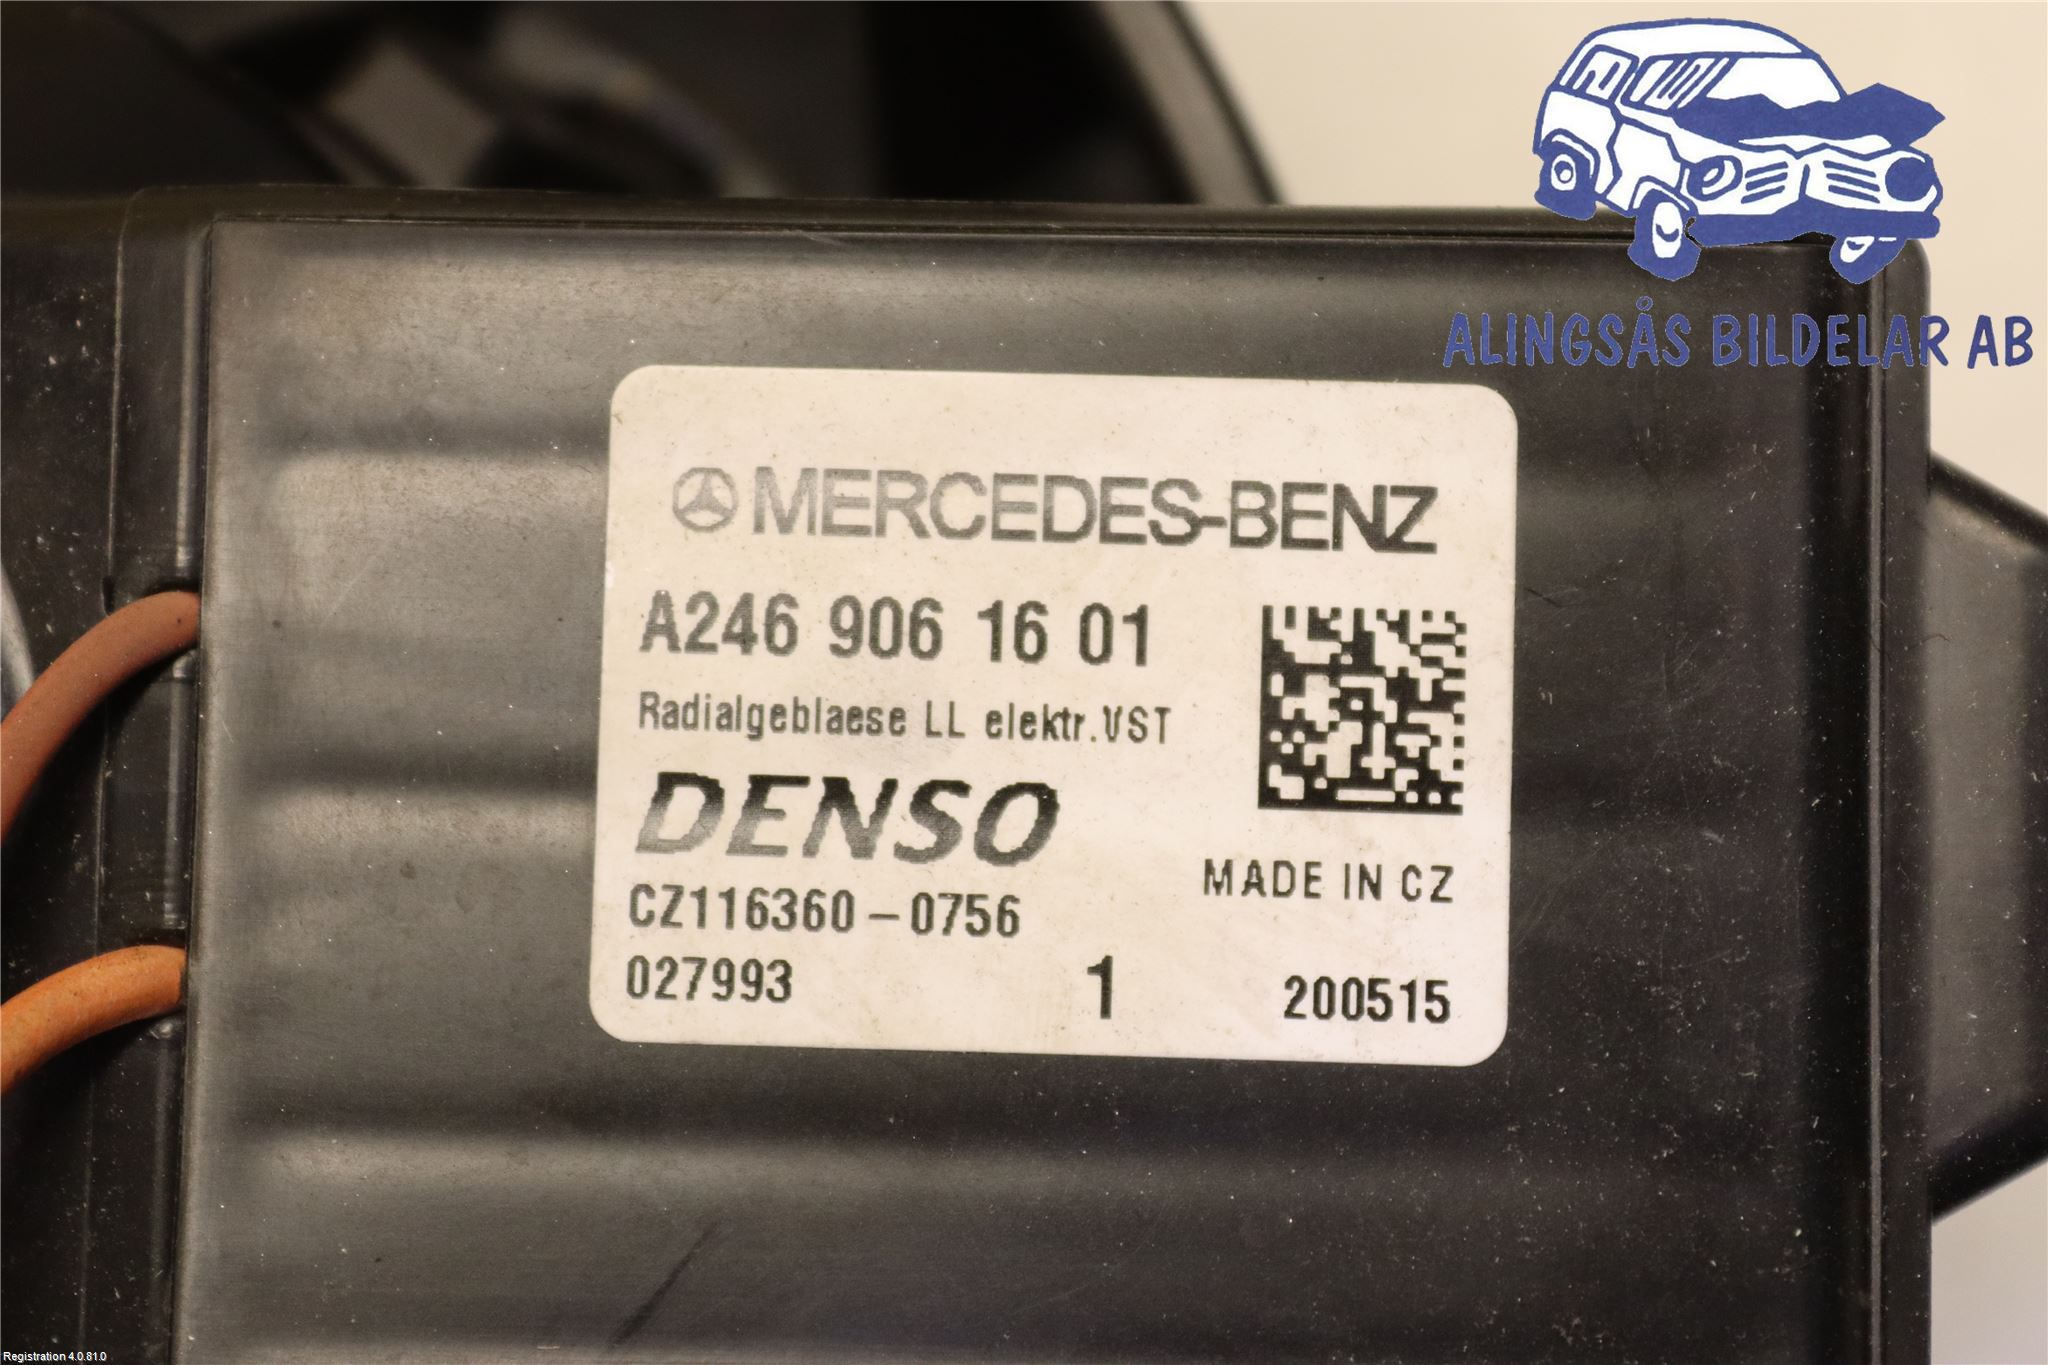 ALINGSÅS BILDELAR AB
MERCEDES-BENZ
A246 906 16 01
Radialgeblaese LL elektr.VST
DENSO
MADE IN CZ
CZ116360-0756
027993 1 200515
Registration 4.0.81.0